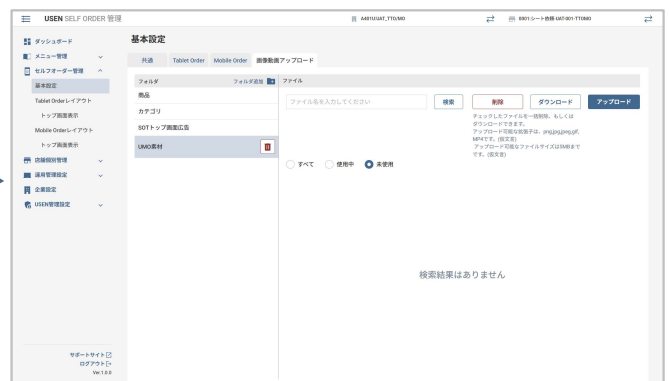 USEN SELF ORDER 管理
A481U:UAT_TTO/MO
0001:シート依頼-UAT-001-TTOMO
ダッシュボード
メニュー管理
セルフオーダー管理
基本設定
Tablet Orderレイアウト
トップ画面表示
Mobile Orderレイアウト
トップ画面表示
店舗個別管理
運用管理設定
企業設定
USEN管理設定
サポートサイト
ログアウト
Ver.1.0.0
基本設定
共通
Tablet Order
Mobile Order
画像動画アップロード
フォルダ
フォルダ追加
商品
カテゴリ
SOTトップ画面広告
UMO素材
ファイル
ファイル名を入力してください
検索
削除
ダウンロード
アップロード
チェックしたファイルを一括削除、もしくは
ダウンロードできます。
アップロード可能な拡張子は、png,jpg,jpeg,gif,
MP4です。(仮文言)
アップロード可能なファイルサイズは5MBまで
です。(仮文言)
すべて
使用中
未使用
検索結果はありません